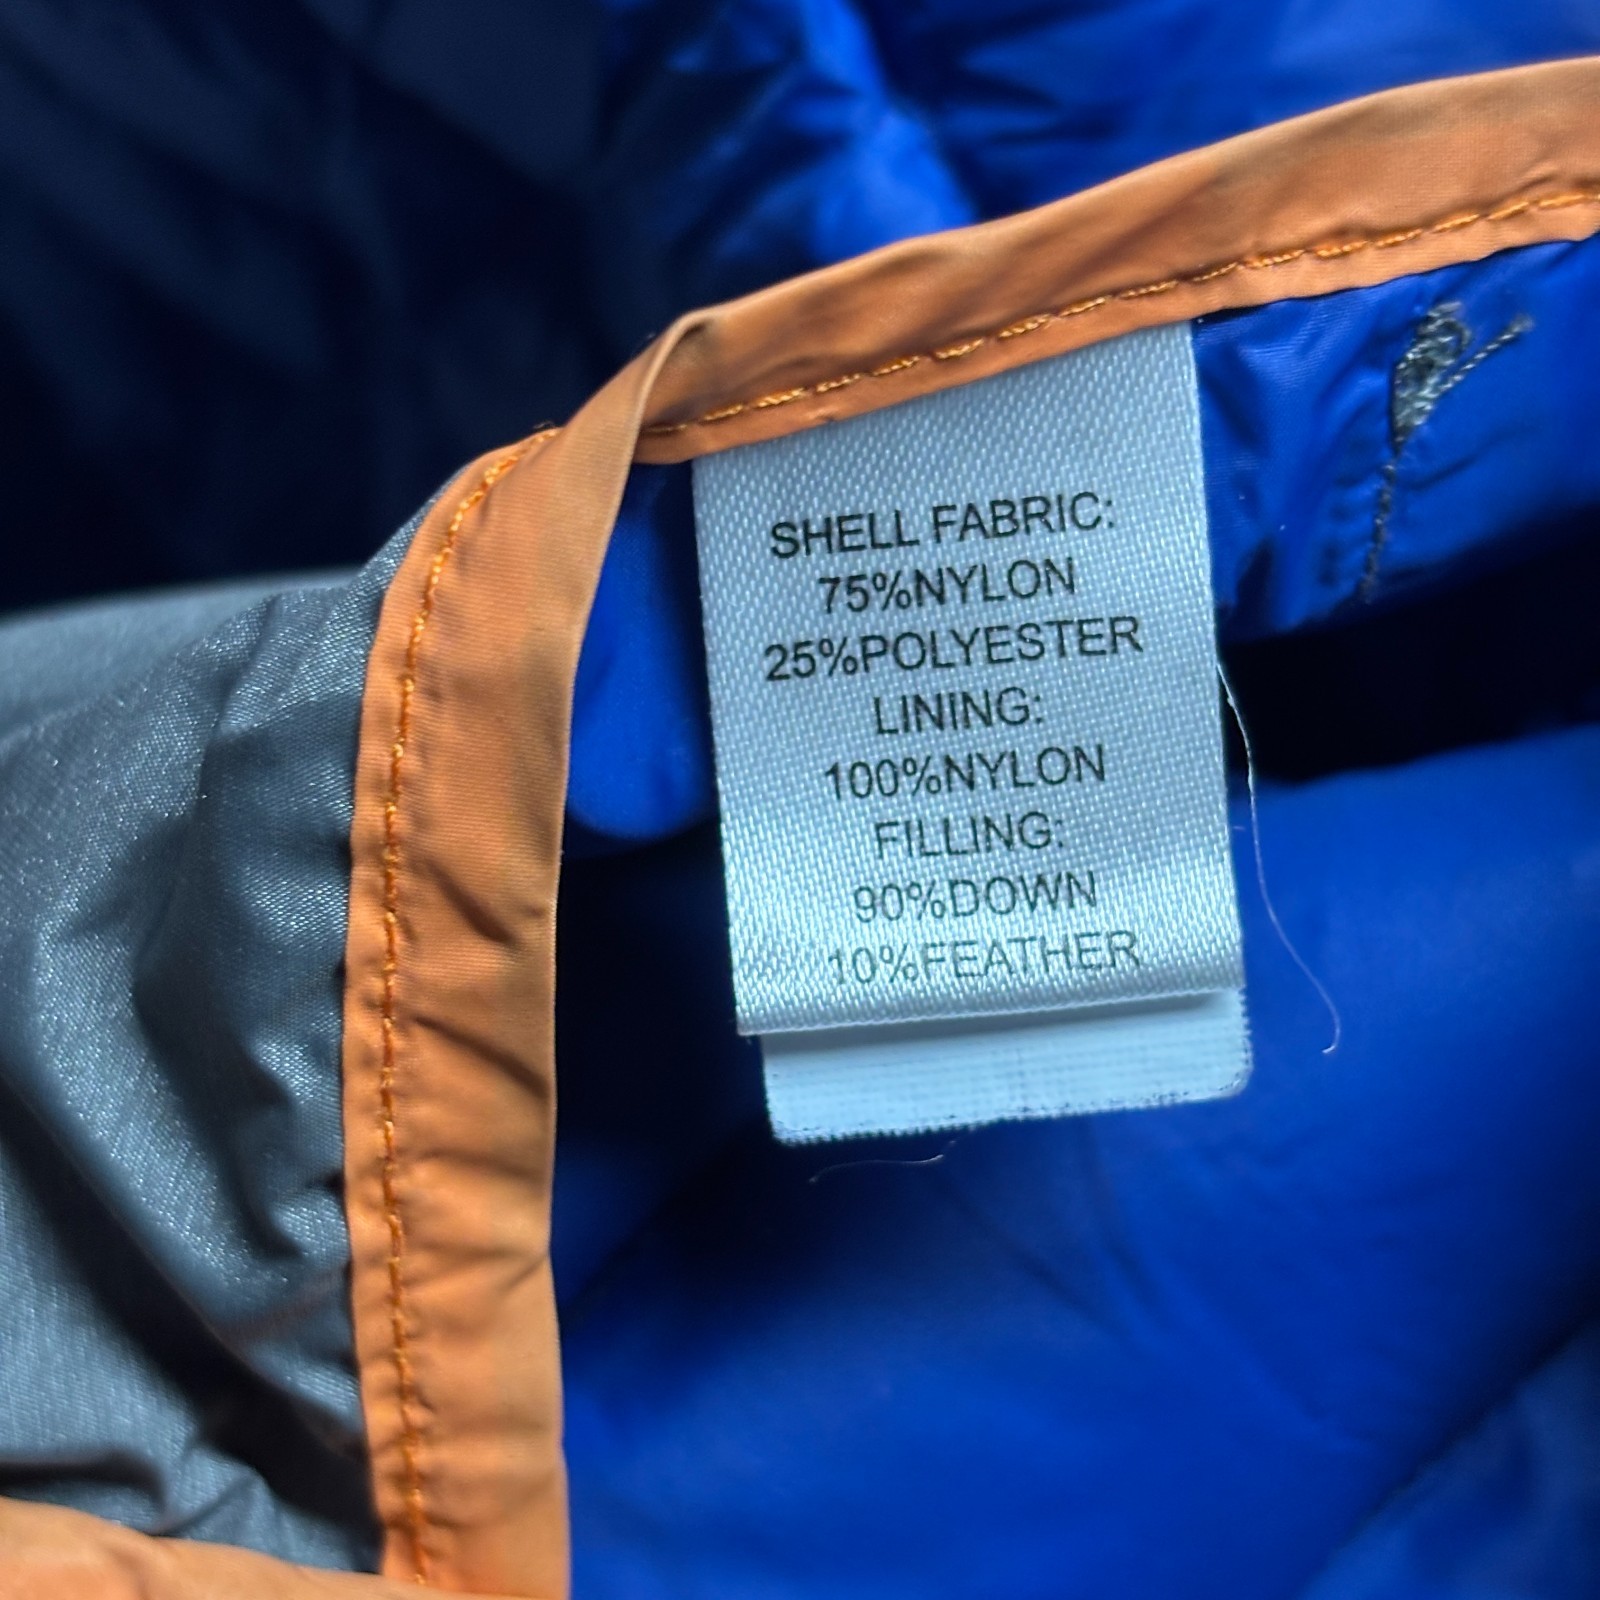 SHELL FABRIC:
75%NYLON
25%POLYESTER
LINING:
100%NYLON
FILLING:
90%DOWN
10%FEATHER